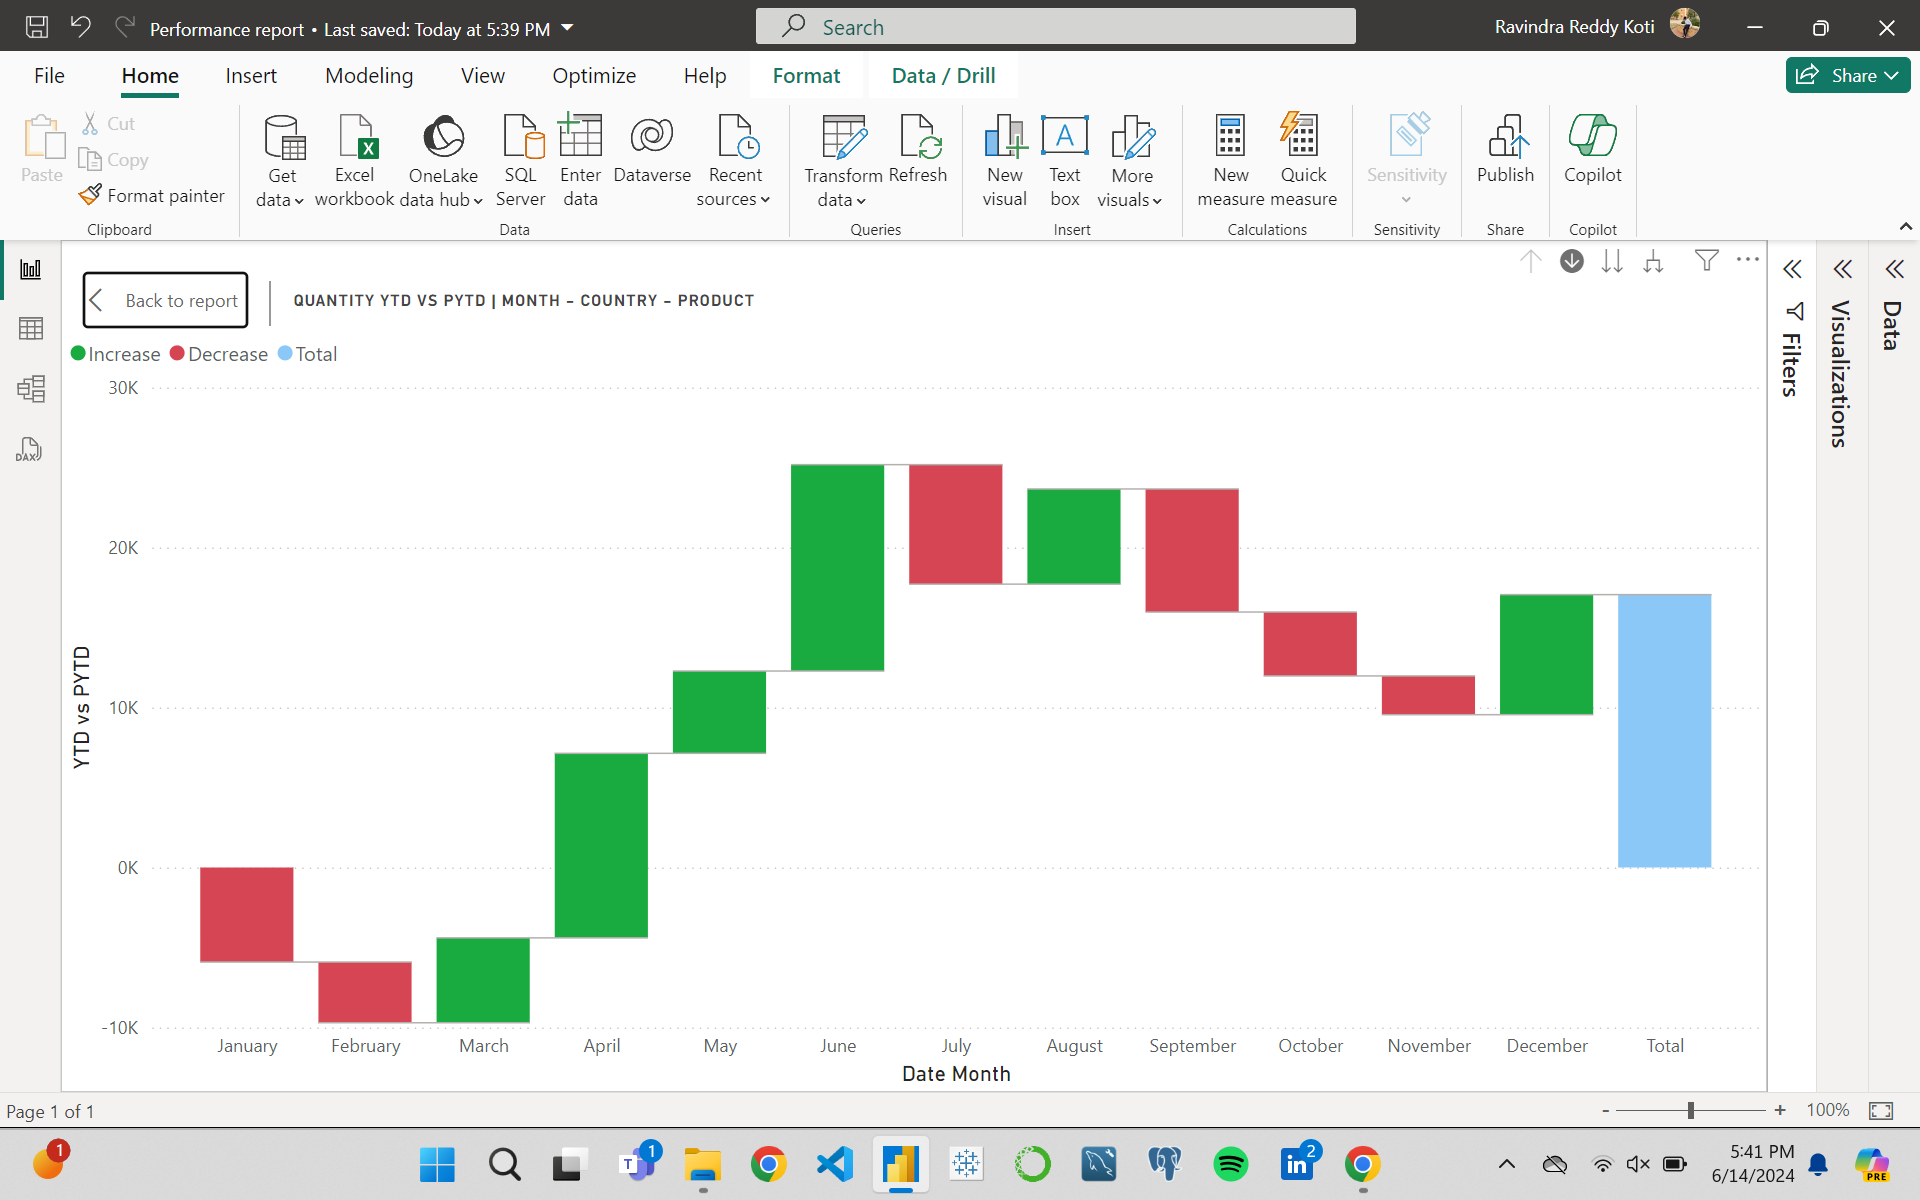 Performance report • Last saved: Today at 5:39 PM
Search
Ravindra Reddy Koti
File Home Insert Modeling View Optimize Help Format Data / Drill
Share
Paste
Cut
Copy
Format painter
Clipboard
Get data
Excel workbook
OneLake data hub
SQL Server
Enter data
Dataverse
Recent sources
Data
Transform data
Refresh
Queries
New visual
Text box
More visuals
Insert
New measure
Quick measure
Calculations
Sensitivity
Sensitivity
Publish
Share
Copilot
Copilot
Back to report
QUANTITY YTD VS PYTD | MONTH - COUNTRY - PRODUCT
Increase Decrease Total
30K
20K
10K
0K
-10K
YTD vs PYTD
January February March April May June July August September October November December Total
Date Month
Filters
Visualizations
Data
DAX
A
X
Page 1 of 1
- + 100%
1
T
1
in
2
5:41 PM
6/14/2024
PRE